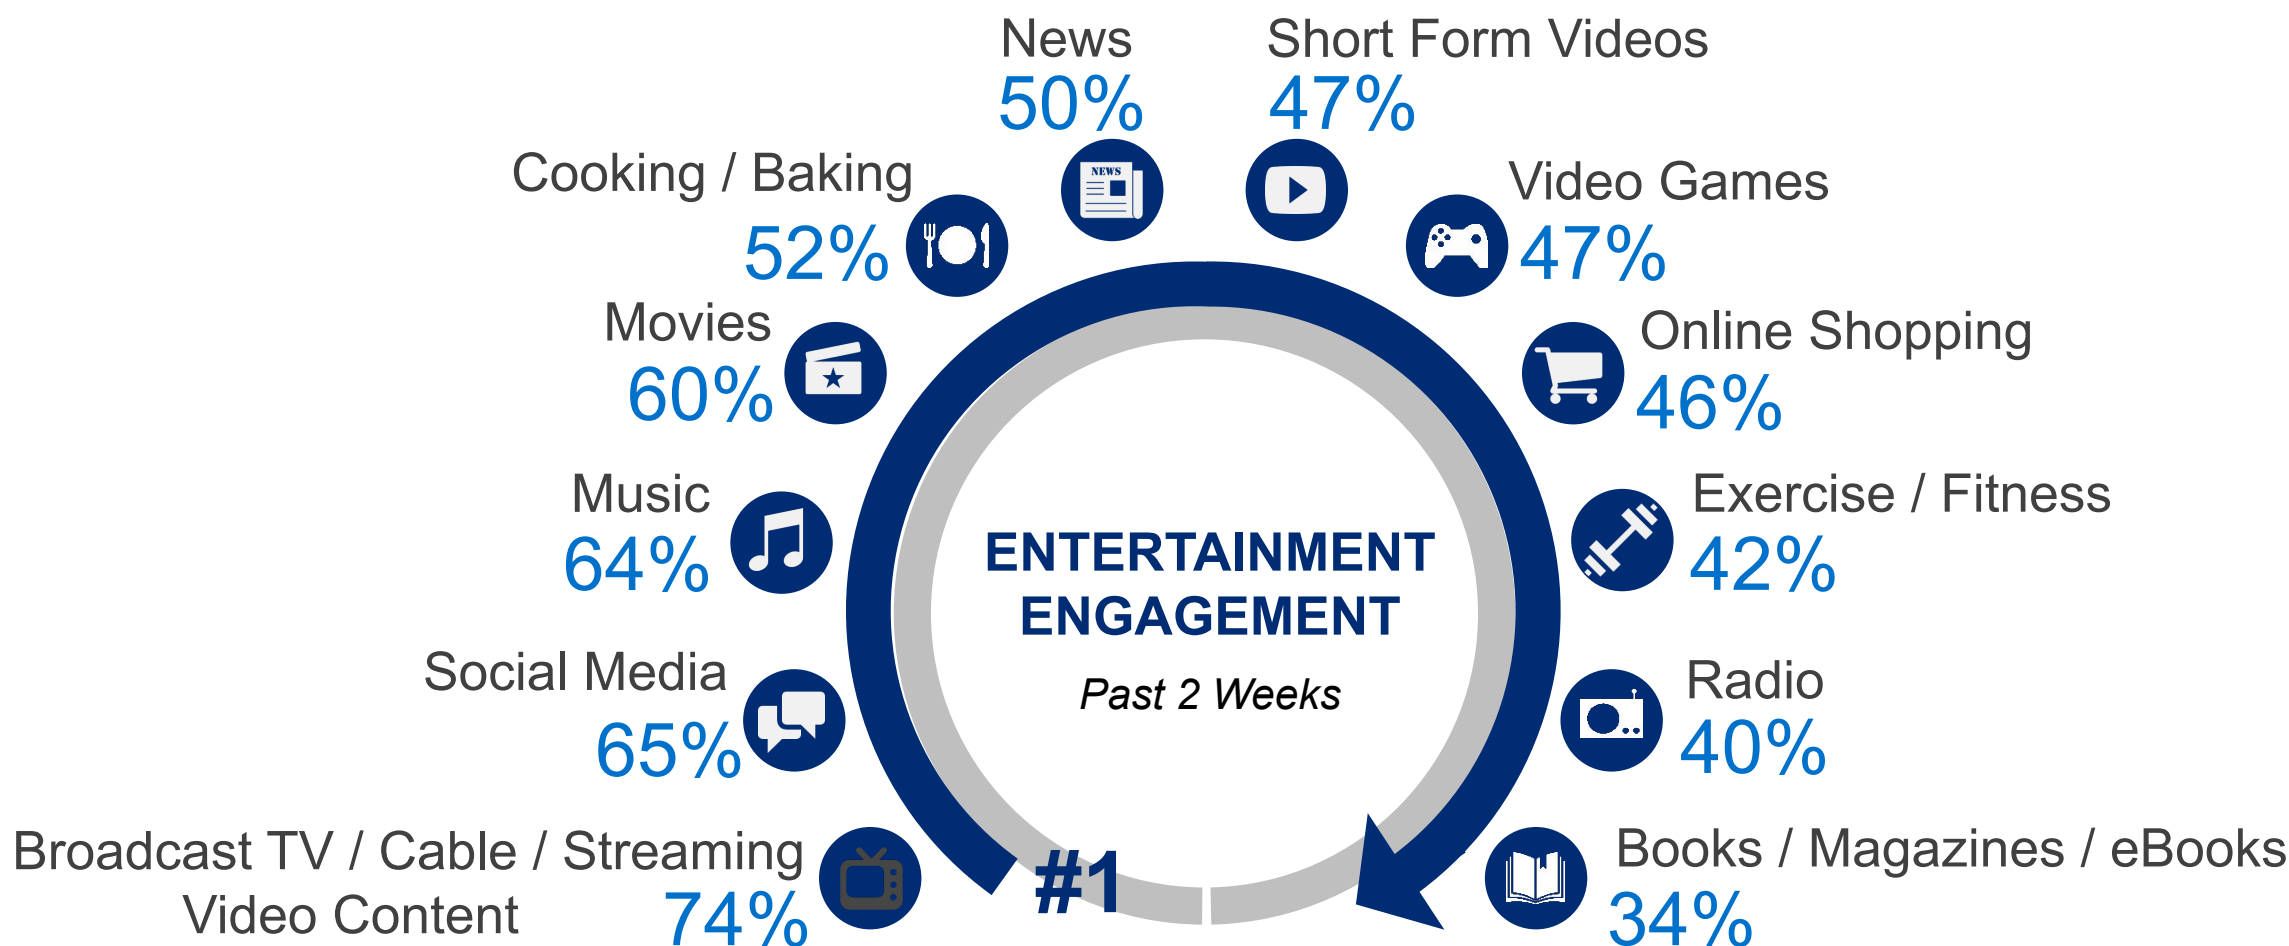 News
50%
Short Form Videos
47%
Cooking / Baking
52%
NEWS
Video Games
47%
Movies
60%
Online Shopping
46%
Music
64%
Exercise / Fitness
42%
ENTERTAINMENT
ENGAGEMENT
Past 2 Weeks
Social Media
65%
Radio
40%
Broadcast TV / Cable / Streaming
Video Content
74%
#1
Books / Magazines / eBooks
34%